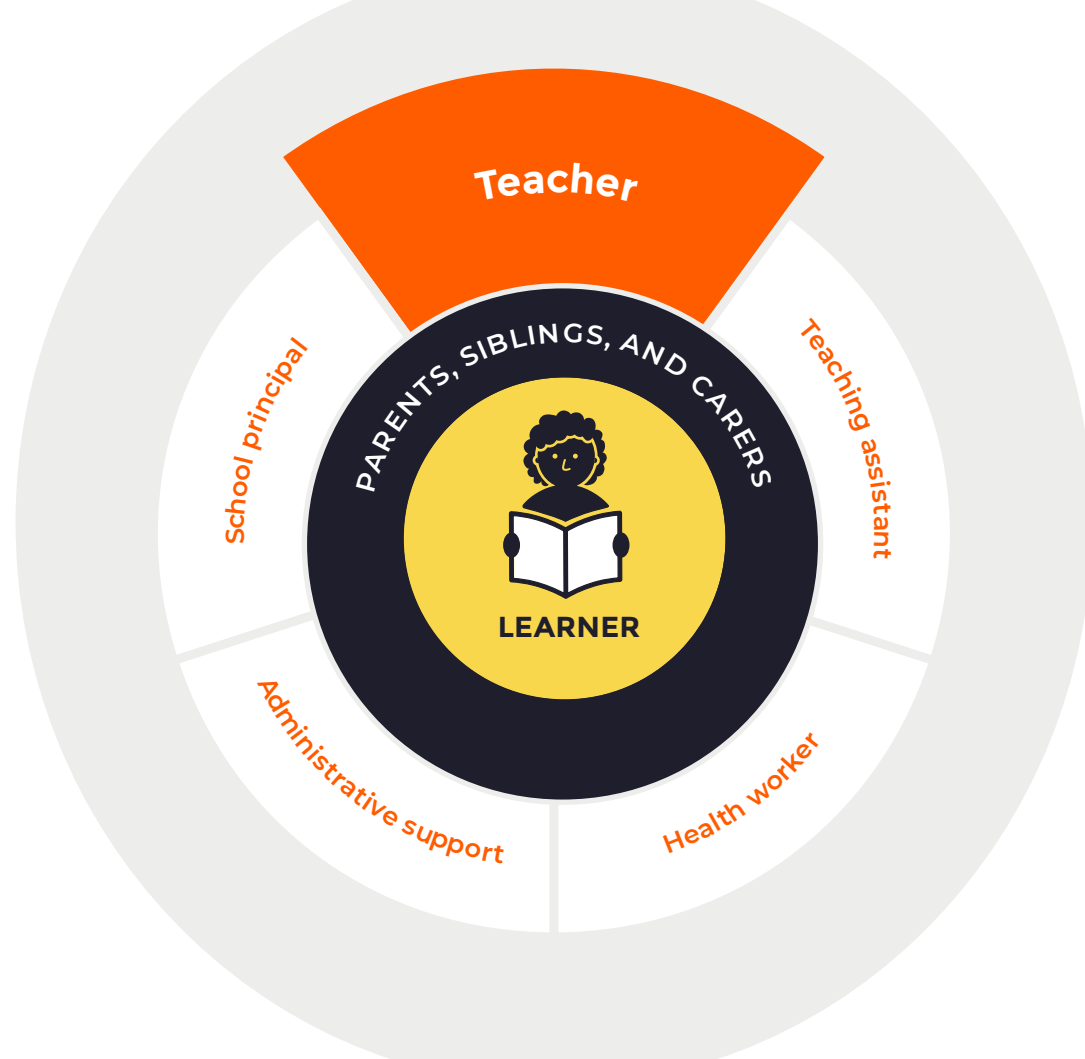 Teacher
PARENTS, SIBLINGS, AND CARERS
School principal
Teaching assistant
LEARNER
Administrative support
Health worker